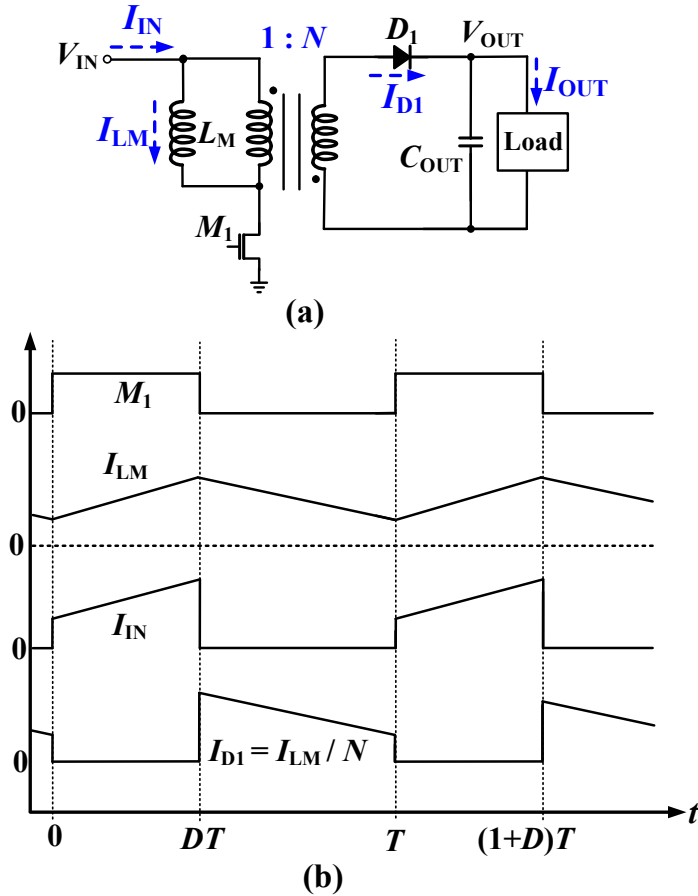 I_IN
1 : N
D_1
V_OUT
V_IN
I_D1
I_OUT
I_LM
L_M
C_OUT
Load
M_1
(a)
M_1
0
I_LM
0
I_IN
0
I_D1 = I_LM / N
0
0 DT T (1+D)T t
(b)